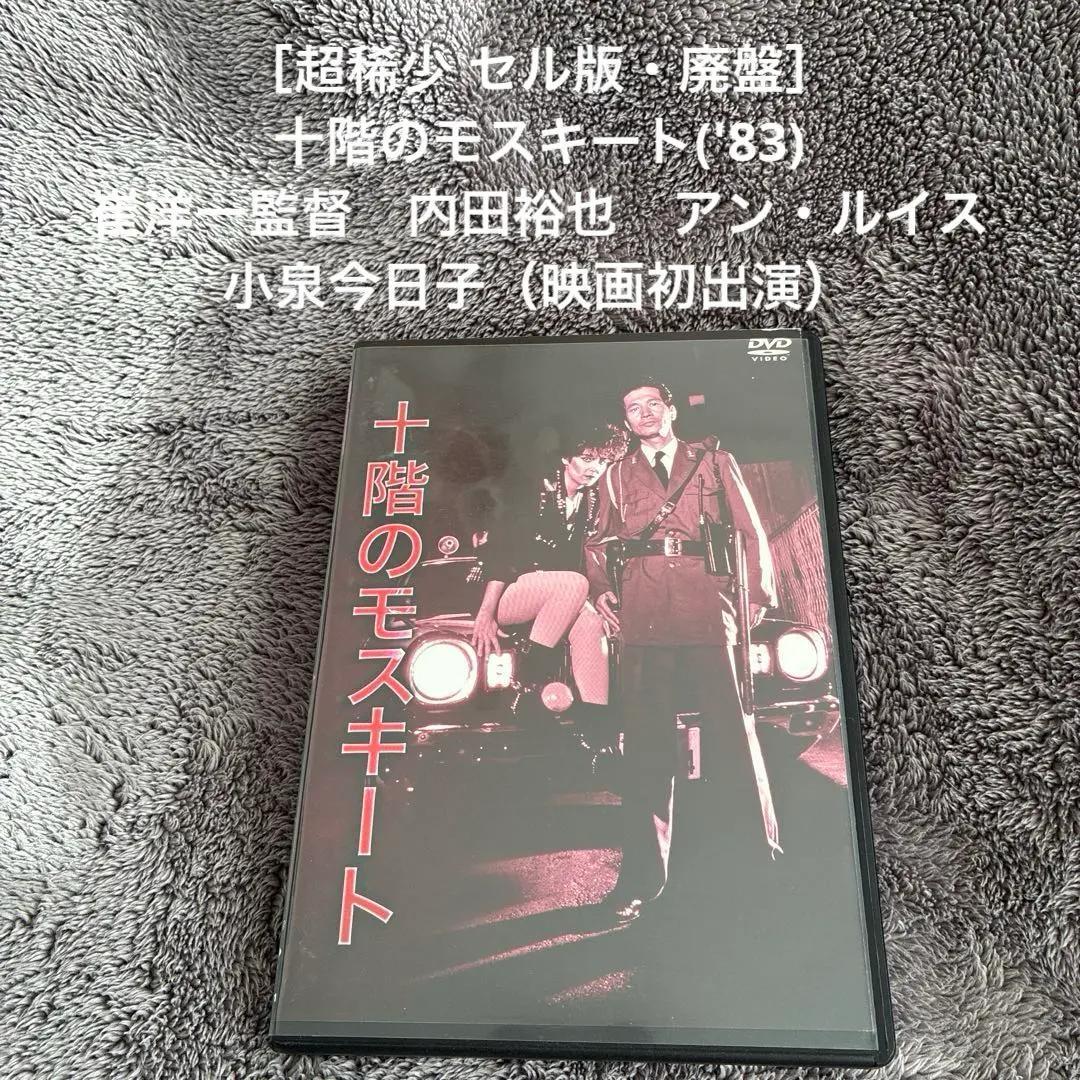 [超稀少 セル版・廃盤]
十階のモスキート('83)
崔洋一監督　内田裕也　アン・ルイス
小泉今日子（映画初出演）
DVD
VIDEO
十階のモスキート